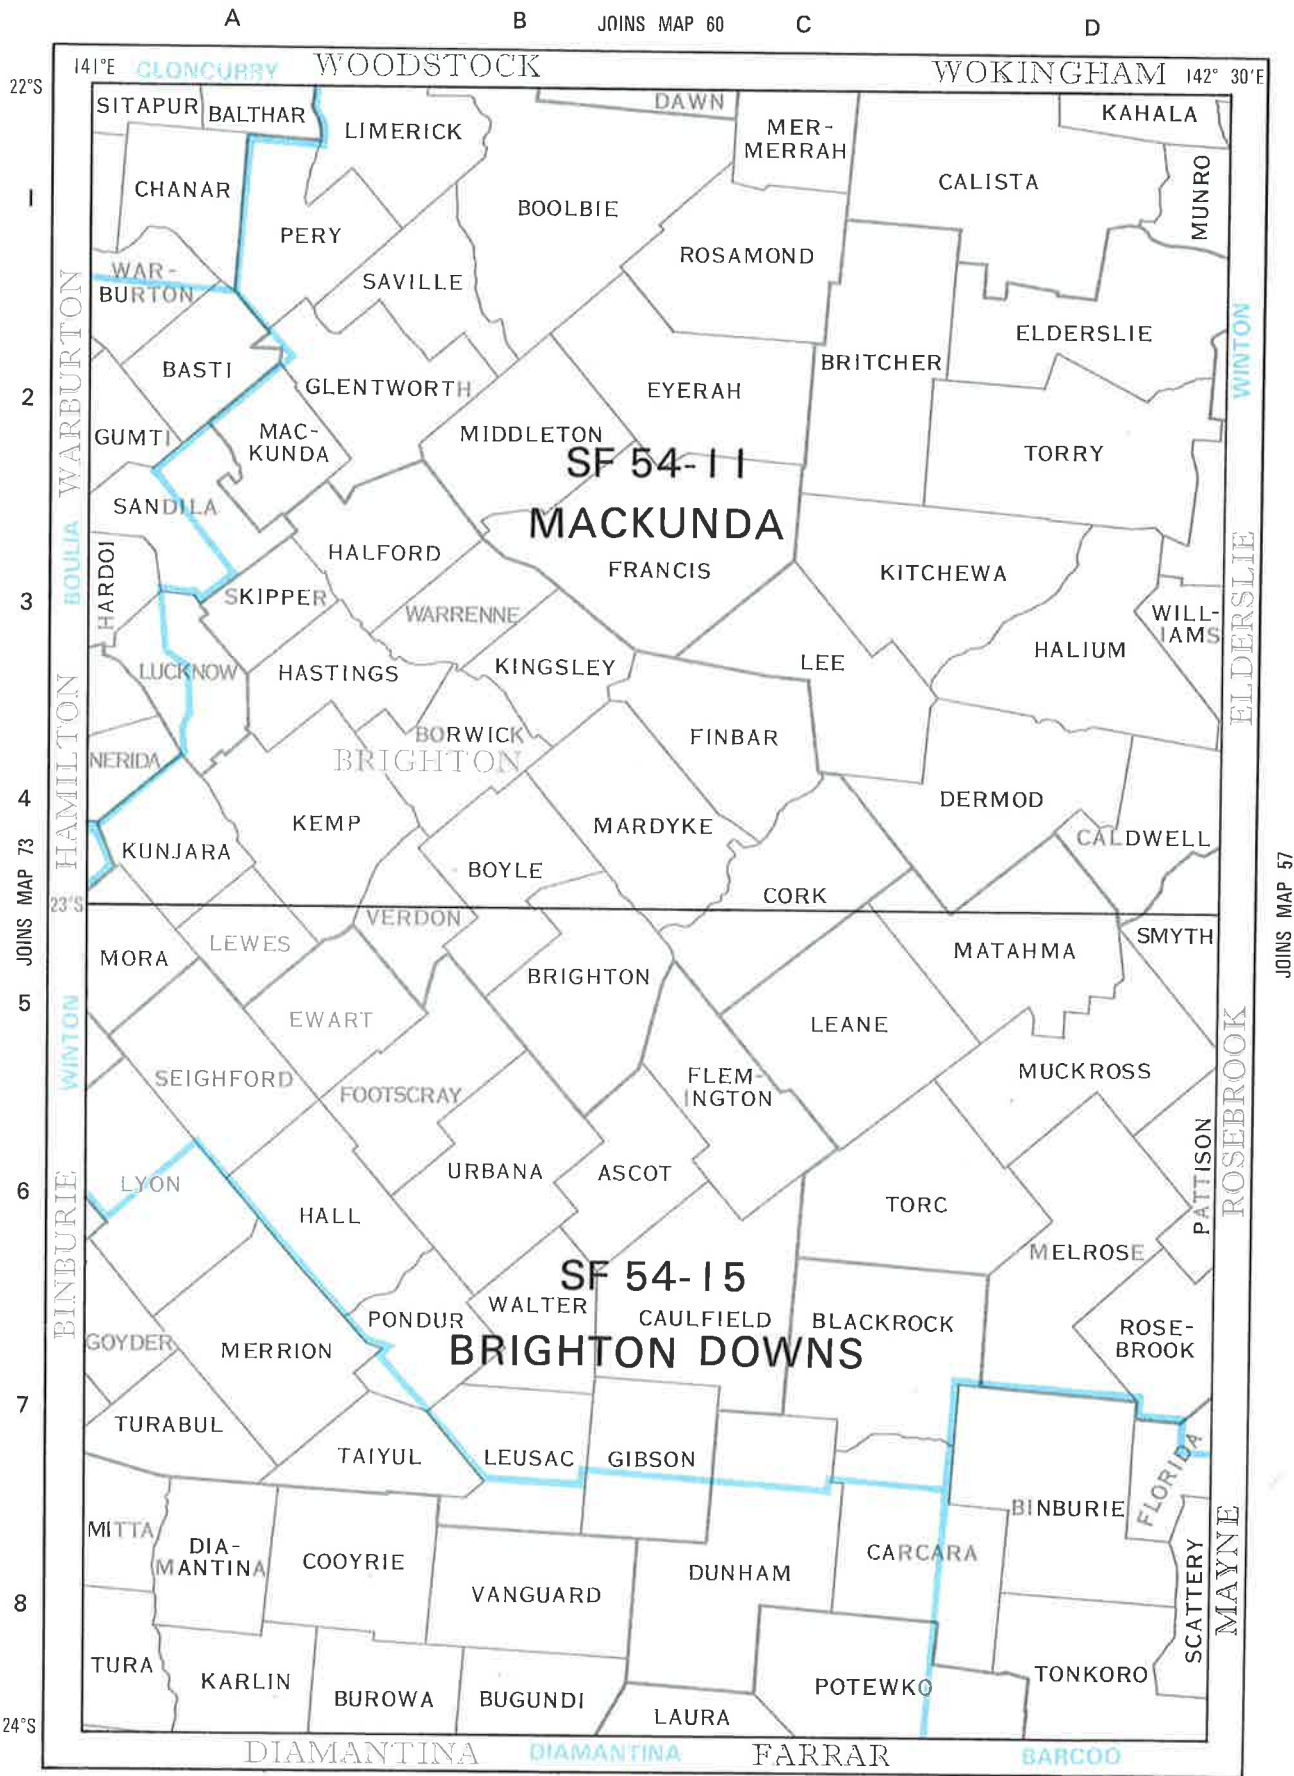 A B JOINS MAP 60 C D
141°E CLONCURRY WOODSTOCK WOKINGHAM 142° 30'E
22°S
SITAPUR BALTHAR LIMERICK DAWN MER-
MERRAH
KAHALA
1
CHANAR PERY BOOLBIE ROSAMOND CALISTA MUNRO
WAR-
BURTON
SAVILLE
WARBURTON
WINTON
2
BASTI GLENTWORTH EYERAH BRITCHER ELDERSLIE
GUMTI MAC-
KUNDA
MIDDLETON TORRY
SF 54-11
MACKUNDA
SANDILA
BOULIA
ELDERSLIE
3
HARDOI HALFORD FRANCIS KITCHEWA
SKIPPER WARRENNE WILL-
IAMS
LUCKNOW HASTINGS KINGSLEY LEE HALIUM
HAMILTON
NERIDA BORWICK FINBAR
BRIGHTON
4
KUNJARA KEMP MARDYKE DERMOD CALDWELL
BOYLE CORK
JOINS MAP 73
JOINS MAP 57
23°S
VERDON
MORA LEWES BRIGHTON MATAHMA SMYTH
5
WINTON
EWART LEANE
ROSEBROOK
SEIGHFORD FOOTSCRAY FLEM-
INGTON
MUCKROSS
6
LYON HALL URBANA ASCOT TORC PATTISON
BINBURIE
MELROSE
SF 54-15
BRIGHTON DOWNS
GOYDER MERRION PONDUR WALTER CAULFIELD BLACKROCK ROSE-
BROOK
7
TURABUL TAIYUL LEUSAC GIBSON FLORIDA
BINBURIE
MITTA DIA-
MANTINA
COOYRIE DUNHAM CARCARA
MAYNE
8
VANGUARD SCATTERY
TURA KARLIN BUROWA BUGUNDI LAURA POTEWKO TONKORO
24°S
DIAMANTINA DIAMANTINA FARRAR BARCOO